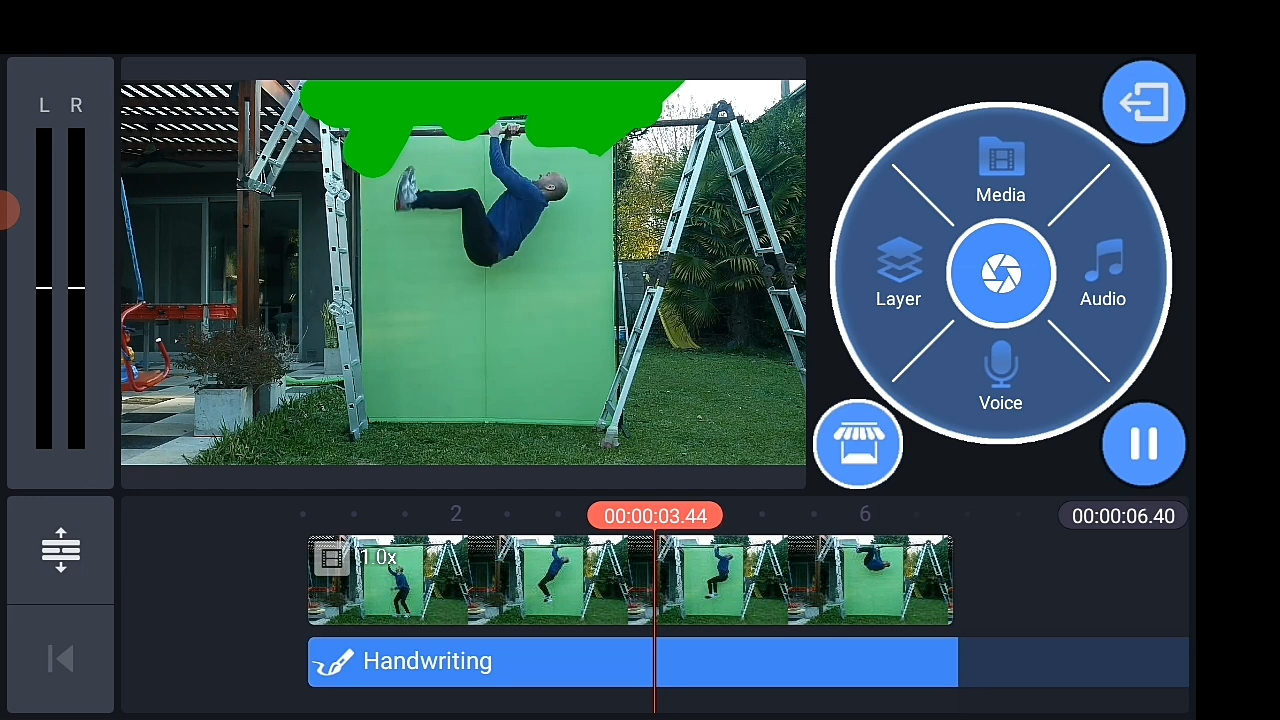 L R
Media
Layer
Audio
Voice
2
00:00:03.44
6
00:00:06.40
1.0x
Handwriting